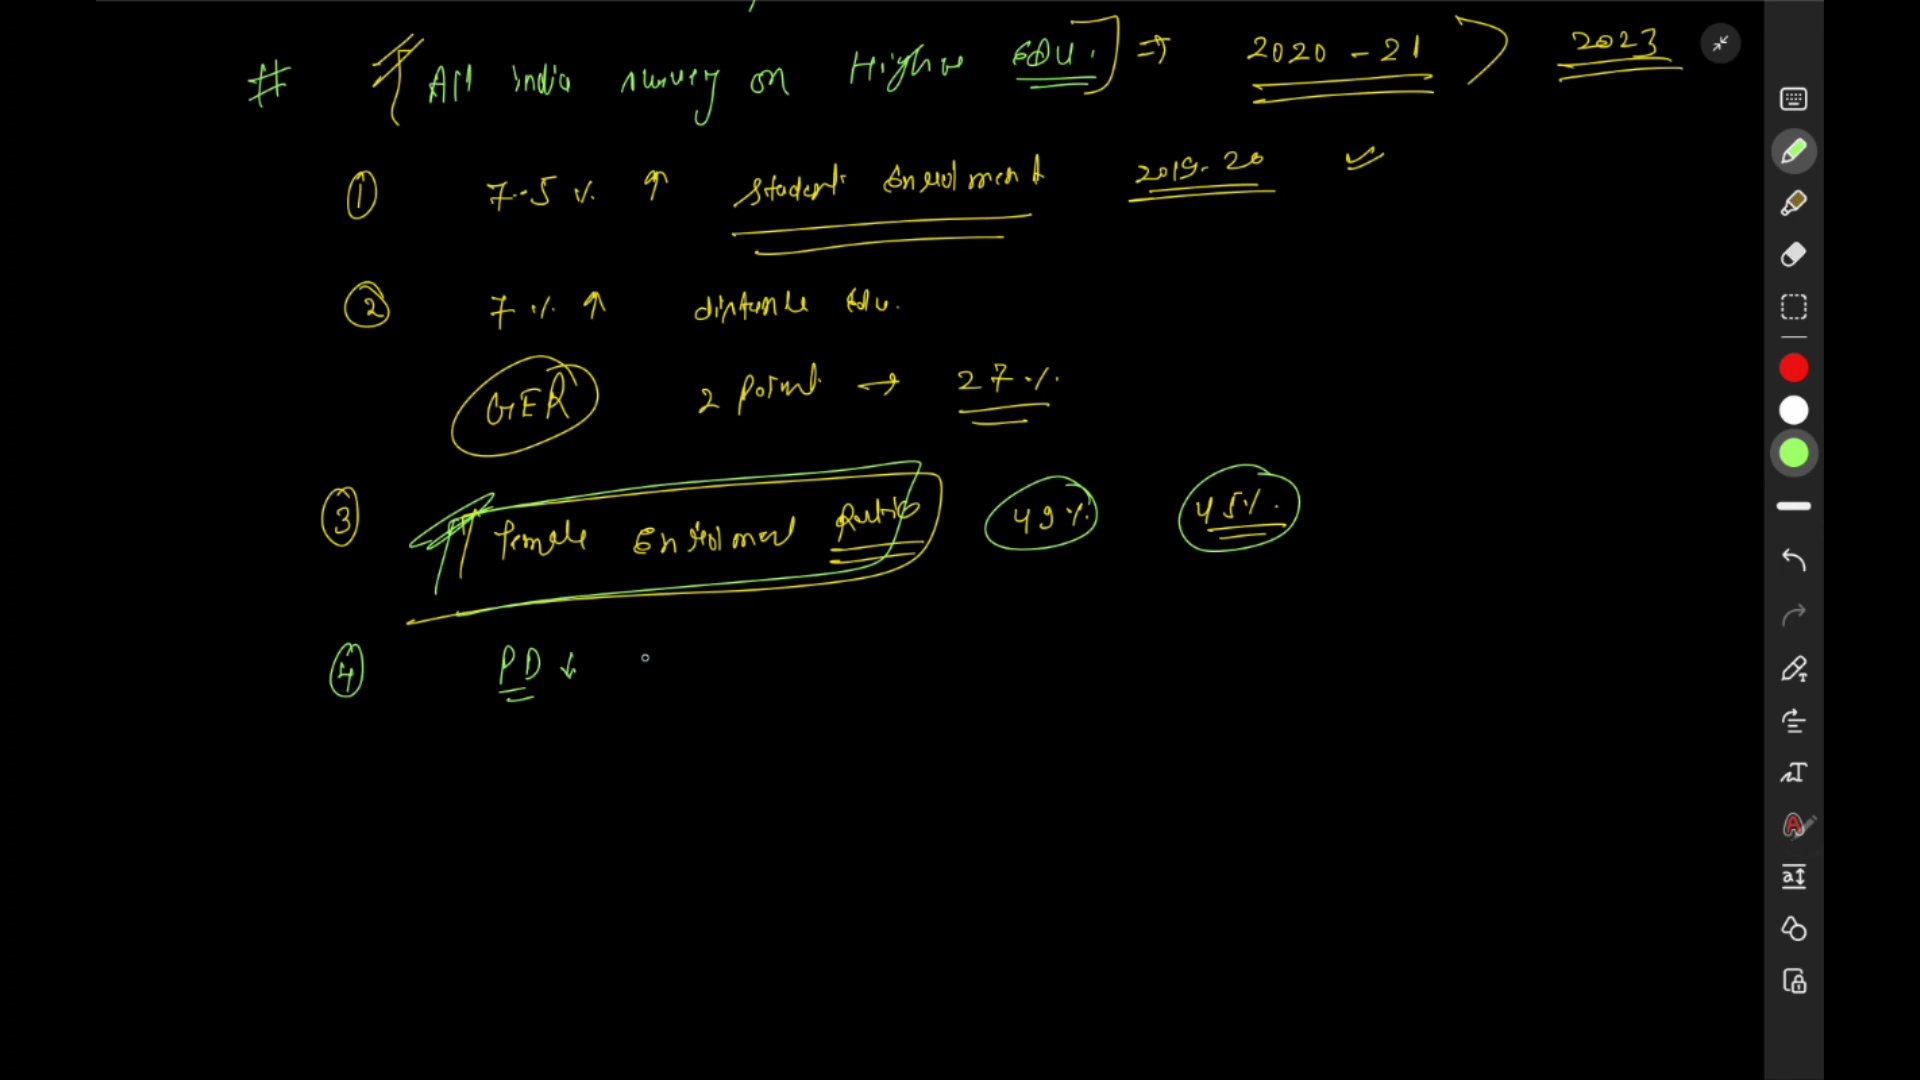 # All India survey on Higher Edu. ⇒ 2020 - 21 2023
① 7.5 % ↑ student Enrolment 2019-20 ✓
② 7 % ↑ distance Edu.
GER 2 point → 27 %
③ female Enrolment Ratio 49 % 45 %
④ PD ↓